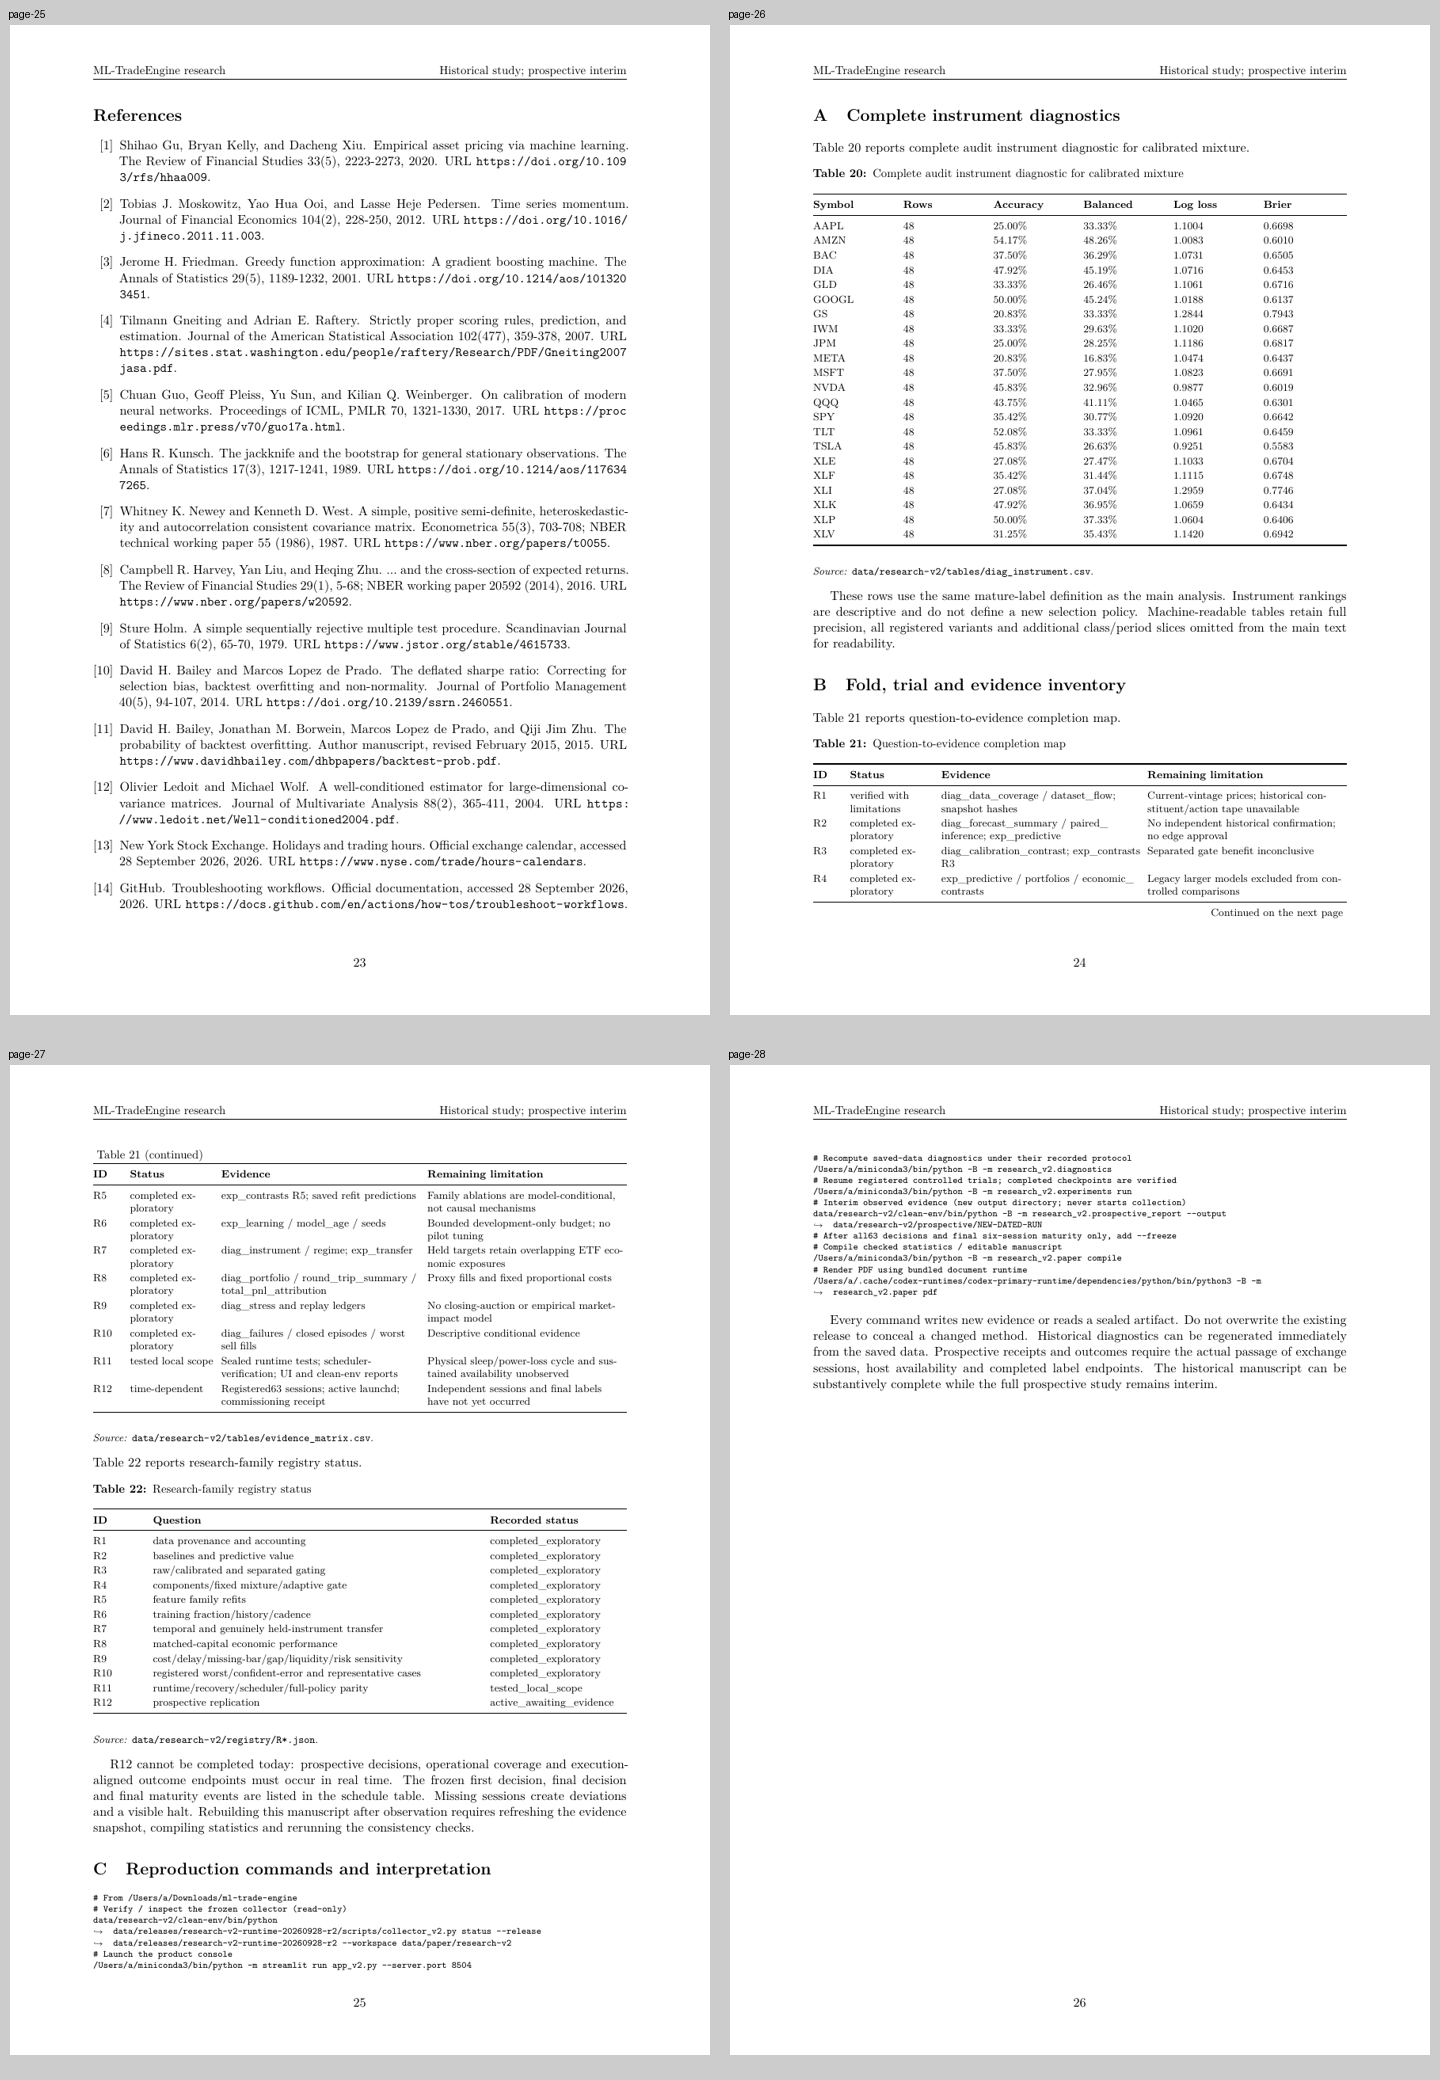 page-25
ML-TradeEngine research Historical study; prospective interim
References
[1] Shihao Gu, Bryan Kelly, and Dacheng Xiu. Empirical asset pricing via machine learning.
The Review of Financial Studies 33(5), 2223-2273, 2020. URL https://doi.org/10.109
3/rfs/hhaa009.
[2] Tobias J. Moskowitz, Yao Hua Ooi, and Lasse Heje Pedersen. Time series momentum.
Journal of Financial Economics 104(2), 228-250, 2012. URL https://doi.org/10.1016/
j.jfineco.2011.11.003.
[3] Jerome H. Friedman. Greedy function approximation: A gradient boosting machine. The
Annals of Statistics 29(5), 1189-1232, 2001. URL https://doi.org/10.1214/aos/101320
3451.
[4] Tilmann Gneiting and Adrian E. Raftery. Strictly proper scoring rules, prediction, and
estimation. Journal of the American Statistical Association 102(477), 359-378, 2007. URL
https://sites.stat.washington.edu/people/raftery/Research/PDF/Gneiting2007
jasa.pdf.
[5] Chuan Guo, Geoff Pleiss, Yu Sun, and Kilian Q. Weinberger. On calibration of modern
neural networks. Proceedings of ICML, PMLR 70, 1321-1330, 2017. URL https://proc
eedings.mlr.press/v70/guo17a.html.
[6] Hans R. Kunsch. The jackknife and the bootstrap for general stationary observations. The
Annals of Statistics 17(3), 1217-1241, 1989. URL https://doi.org/10.1214/aos/117634
7265.
[7] Whitney K. Newey and Kenneth D. West. A simple, positive semi-definite, heteroskedastic-
ity and autocorrelation consistent covariance matrix. Econometrica 55(3), 703-708; NBER
technical working paper 55 (1986), 1987. URL https://www.nber.org/papers/t0055.
[8] Campbell R. Harvey, Yan Liu, and Heqing Zhu. ... and the cross-section of expected returns.
The Review of Financial Studies 29(1), 5-68; NBER working paper 20592 (2014), 2016. URL
https://www.nber.org/papers/w20592.
[9] Sture Holm. A simple sequentially rejective multiple test procedure. Scandinavian Journal
of Statistics 6(2), 65-70, 1979. URL https://www.jstor.org/stable/4615733.
[10] David H. Bailey and Marcos Lopez de Prado. The deflated sharpe ratio: Correcting for
selection bias, backtest overfitting and non-normality. Journal of Portfolio Management
40(5), 94-107, 2014. URL https://doi.org/10.2139/ssrn.2460551.
[11] David H. Bailey, Jonathan M. Borwein, Marcos Lopez de Prado, and Qiji Jim Zhu. The
probability of backtest overfitting. Author manuscript, revised February 2015, 2015. URL
https://www.davidhbailey.com/dhbpapers/backtest-prob.pdf.
[12] Olivier Ledoit and Michael Wolf. A well-conditioned estimator for large-dimensional co-
variance matrices. Journal of Multivariate Analysis 88(2), 365-411, 2004. URL https:
//www.ledoit.net/Well-conditioned2004.pdf.
[13] New York Stock Exchange. Holidays and trading hours. Official exchange calendar, accessed
28 September 2026, 2026. URL https://www.nyse.com/trade/hours-calendars.
[14] GitHub. Troubleshooting workflows. Official documentation, accessed 28 September 2026,
2026. URL https://docs.github.com/en/actions/how-tos/troubleshoot-workflows.
23
page-26
ML-TradeEngine research Historical study; prospective interim
A Complete instrument diagnostics
Table 20 reports complete audit instrument diagnostic for calibrated mixture.
Table 20: Complete audit instrument diagnostic for calibrated mixture
Symbol Rows Accuracy Balanced Log loss Brier
AAPL 48 25.00% 33.33% 1.1004 0.6698
AMZN 48 54.17% 48.26% 1.0083 0.6010
BAC 48 37.50% 36.29% 1.0731 0.6505
DIA 48 47.92% 45.19% 1.0716 0.6453
GLD 48 33.33% 26.46% 1.1061 0.6716
GOOGL 48 50.00% 45.24% 1.0188 0.6137
GS 48 20.83% 33.33% 1.2844 0.7943
IWM 48 33.33% 29.63% 1.1020 0.6687
JPM 48 25.00% 28.25% 1.1186 0.6817
META 48 20.83% 16.83% 1.0474 0.6437
MSFT 48 37.50% 27.95% 1.0823 0.6691
NVDA 48 45.83% 32.96% 0.9877 0.6019
QQQ 48 43.75% 41.11% 1.0465 0.6301
SPY 48 35.42% 30.77% 1.0920 0.6642
TLT 48 52.08% 33.33% 1.0961 0.6459
TSLA 48 45.83% 26.63% 0.9251 0.5583
XLE 48 27.08% 27.47% 1.1033 0.6704
XLF 48 35.42% 31.44% 1.1115 0.6748
XLI 48 27.08% 37.04% 1.2959 0.7746
XLK 48 47.92% 36.95% 1.0659 0.6434
XLP 48 50.00% 37.33% 1.0604 0.6406
XLV 48 31.25% 35.43% 1.1420 0.6942
Source: data/research-v2/tables/diag_instrument.csv.
These rows use the same mature-label definition as the main analysis. Instrument rankings
are descriptive and do not define a new selection policy. Machine-readable tables retain full
precision, all registered variants and additional class/period slices omitted from the main text
for readability.
B Fold, trial and evidence inventory
Table 21 reports question-to-evidence completion map.
Table 21: Question-to-evidence completion map
ID Status Evidence Remaining limitation
R1 verified with diag_data_coverage / dataset_flow; Current-vintage prices; historical con-
limitations snapshot hashes stituent/action tape unavailable
R2 completed ex- diag_forecast_summary / paired_ No independent historical confirmation;
ploratory inference; exp_predictive no edge approval
R3 completed ex- diag_calibration_contrast; exp_contrasts Separated gate benefit inconclusive
ploratory R3
R4 completed ex- exp_predictive / portfolios / economic_ Legacy larger models excluded from con-
ploratory contrasts trolled comparisons
Continued on the next page
24
page-27
ML-TradeEngine research Historical study; prospective interim
Table 21 (continued)
ID Status Evidence Remaining limitation
R5 completed ex- exp_contrasts R5; saved refit predictions Family ablations are model-conditional,
ploratory not causal mechanisms
R6 completed ex- exp_learning / model_age / seeds Bounded development-only budget; no
ploratory pilot tuning
R7 completed ex- diag_instrument / regime; exp_transfer Held targets retain overlapping ETF eco-
ploratory nomic exposures
R8 completed ex- diag_portfolio / round_trip_summary / Proxy fills and fixed proportional costs
ploratory total_pnl_attribution
R9 completed ex- diag_stress and replay ledgers No closing-auction or empirical market-
ploratory impact model
R10 completed ex- diag_failures / closed episodes / worst Descriptive conditional evidence
ploratory sell fills
R11 tested local scope Sealed runtime tests; scheduler- Physical sleep/power-loss cycle and sus-
verification; UI and clean-env reports tained availability unobserved
R12 time-dependent Registered63 sessions; active launchd; Independent sessions and final labels
commissioning receipt have not yet occurred
Source: data/research-v2/tables/evidence_matrix.csv.
Table 22 reports research-family registry status.
Table 22: Research-family registry status
ID Question Recorded status
R1 data provenance and accounting completed_exploratory
R2 baselines and predictive value completed_exploratory
R3 raw/calibrated and separated gating completed_exploratory
R4 components/fixed mixture/adaptive gate completed_exploratory
R5 feature family refits completed_exploratory
R6 training fraction/history/cadence completed_exploratory
R7 temporal and genuinely held-instrument transfer completed_exploratory
R8 matched-capital economic performance completed_exploratory
R9 cost/delay/missing-bar/gap/liquidity/risk sensitivity completed_exploratory
R10 registered worst/confident-error and representative cases completed_exploratory
R11 runtime/recovery/scheduler/full-policy parity tested_local_scope
R12 prospective replication active_awaiting_evidence
Source: data/research-v2/registry/R*.json.
R12 cannot be completed today: prospective decisions, operational coverage and execution-
aligned outcome endpoints must occur in real time. The frozen first decision, final decision
and final maturity events are listed in the schedule table. Missing sessions create deviations
and a visible halt. Rebuilding this manuscript after observation requires refreshing the evidence
snapshot, compiling statistics and rerunning the consistency checks.
C Reproduction commands and interpretation
# From /Users/a/Downloads/ml-trade-engine
# Verify / inspect the frozen collector (read-only)
data/research-v2/clean-env/bin/python
↪ data/releases/research-v2-runtime-20260928-r2/scripts/collector_v2.py status --release
↪ data/releases/research-v2-runtime-20260928-r2 --workspace data/paper/research-v2
# Launch the product console
/Users/a/miniconda3/bin/python -m streamlit run app_v2.py --server.port 8504
25
page-28
ML-TradeEngine research Historical study; prospective interim
# Recompute saved-data diagnostics under their recorded protocol
/Users/a/miniconda3/bin/python -B -m research_v2.diagnostics
# Resume registered controlled trials; completed checkpoints are verified
/Users/a/miniconda3/bin/python -B -m research_v2.experiments run
# Interim observed evidence (new output directory; never starts collection)
data/research-v2/clean-env/bin/python -B -m research_v2.prospective_report --output
↪ data/research-v2/prospective/NEW-DATED-RUN
# After all63 decisions and final six-session maturity only, add --freeze
# Compile checked statistics / editable manuscript
/Users/a/miniconda3/bin/python -B -m research_v2.paper compile
# Render PDF using bundled document runtime
/Users/a/.cache/codex-runtimes/codex-primary-runtime/dependencies/python/bin/python3 -B -m
↪ research_v2.paper pdf
Every command writes new evidence or reads a sealed artifact. Do not overwrite the existing
release to conceal a changed method. Historical diagnostics can be regenerated immediately
from the saved data. Prospective receipts and outcomes require the actual passage of exchange
sessions, host availability and completed label endpoints. The historical manuscript can be
substantively complete while the full prospective study remains interim.
26